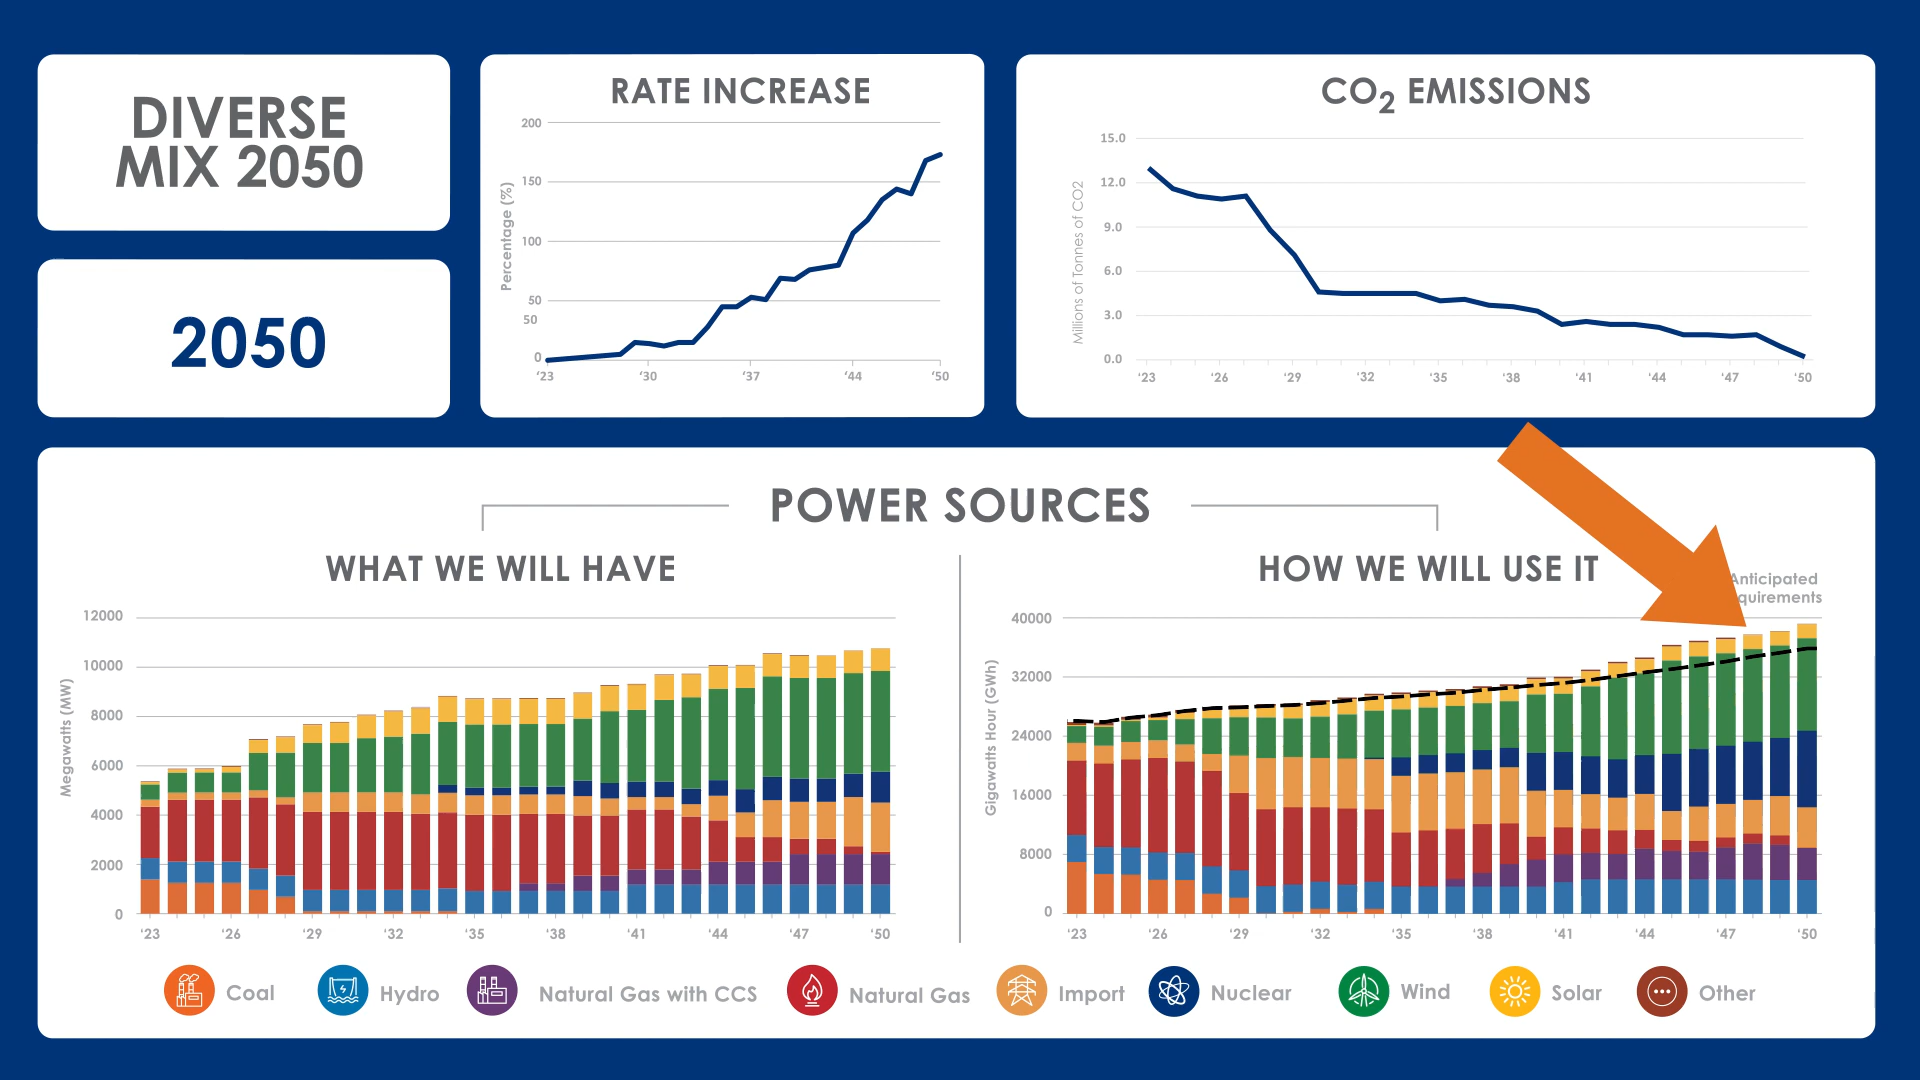 DIVERSE
MIX 2050
2050
RATE INCREASE
Percentage (%)
200
150
100
50
50
0
‘23
‘30
‘37
‘44
‘50
CO2 EMISSIONS
Millions of Tonnes of CO2
15.0
12.0
9.0
6.0
3.0
0.0
‘23
‘26
‘29
‘32
‘35
‘38
‘41
‘44
‘47
‘50
POWER SOURCES
WHAT WE WILL HAVE
Megawatts (MW)
12000
10000
8000
6000
4000
2000
0
‘23
‘26
‘29
‘32
‘35
‘38
‘41
‘44
‘47
‘50
HOW WE WILL USE IT
Anticipated
quirements
Gigawatts Hour (GWh)
40000
32000
24000
16000
8000
0
‘23
‘26
‘29
‘32
‘35
‘38
‘41
‘44
‘47
‘50
Coal
Hydro
Natural Gas with CCS
Natural Gas
Import
Nuclear
Wind
Solar
Other